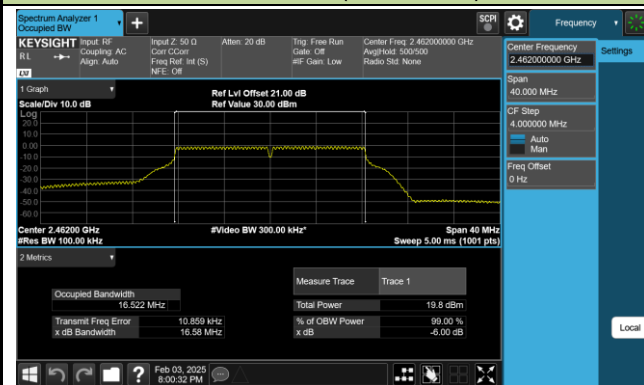 Spectrum Analyzer 1
Occupied BW
SCPI
Frequency
KEYSIGHT
RL
LXI
Input: RF
Coupling: AC
Align: Auto
Input Z: 50 Ω
Corr CCorr
Freq Ref: Int (S)
NFE: Off
Atten: 20 dB
Trig: Free Run
Gate: Off
#IF Gain: Low
Center Freq: 2.462000000 GHz
Avg|Hold: 500/500
Radio Std: None
Center Frequency
2.462000000 GHz
Settings
Span
40.000 MHz
CF Step
4.000000 MHz
Auto
Man
Freq Offset
0 Hz
Local
1 Graph
Scale/Div 10.0 dB
Ref Lvl Offset 21.00 dB
Ref Value 30.00 dBm
Log
20.0
10.0
0.00
-10.0
-20.0
-30.0
-40.0
-50.0
-60.0
Center 2.46200 GHz
#Res BW 100.00 kHz
#Video BW 300.00 kHz*
Span 40 MHz
Sweep 5.00 ms (1001 pts)
2 Metrics
Measure Trace Trace 1
Occupied Bandwidth
16.522 MHz
Total Power 19.8 dBm
Transmit Freq Error 10.859 kHz
% of OBW Power 99.00 %
x dB Bandwidth 16.58 MHz
x dB -6.00 dB
Feb 03, 2025
8:00:32 PM